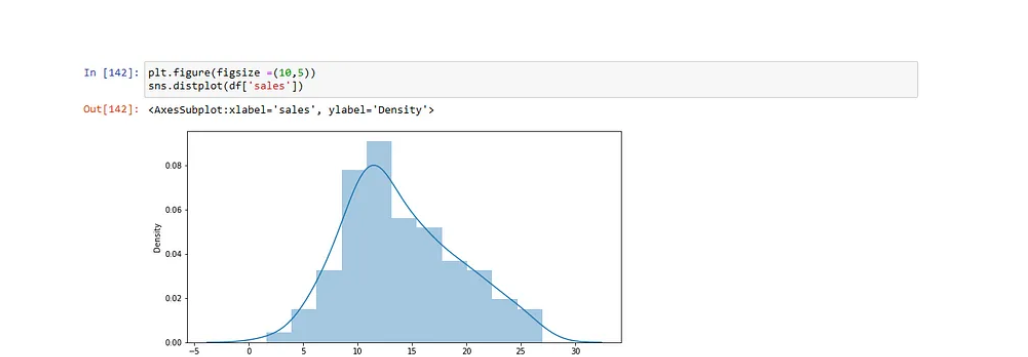 In [142]: plt.figure(figsize =(10,5))
sns.distplot(df['sales'])
Out[142]: <AxesSubplot:xlabel='sales', ylabel='Density'>
0.08
0.06
Density
0.04
0.02
0.00
-5 0 5 10 15 20 25 30